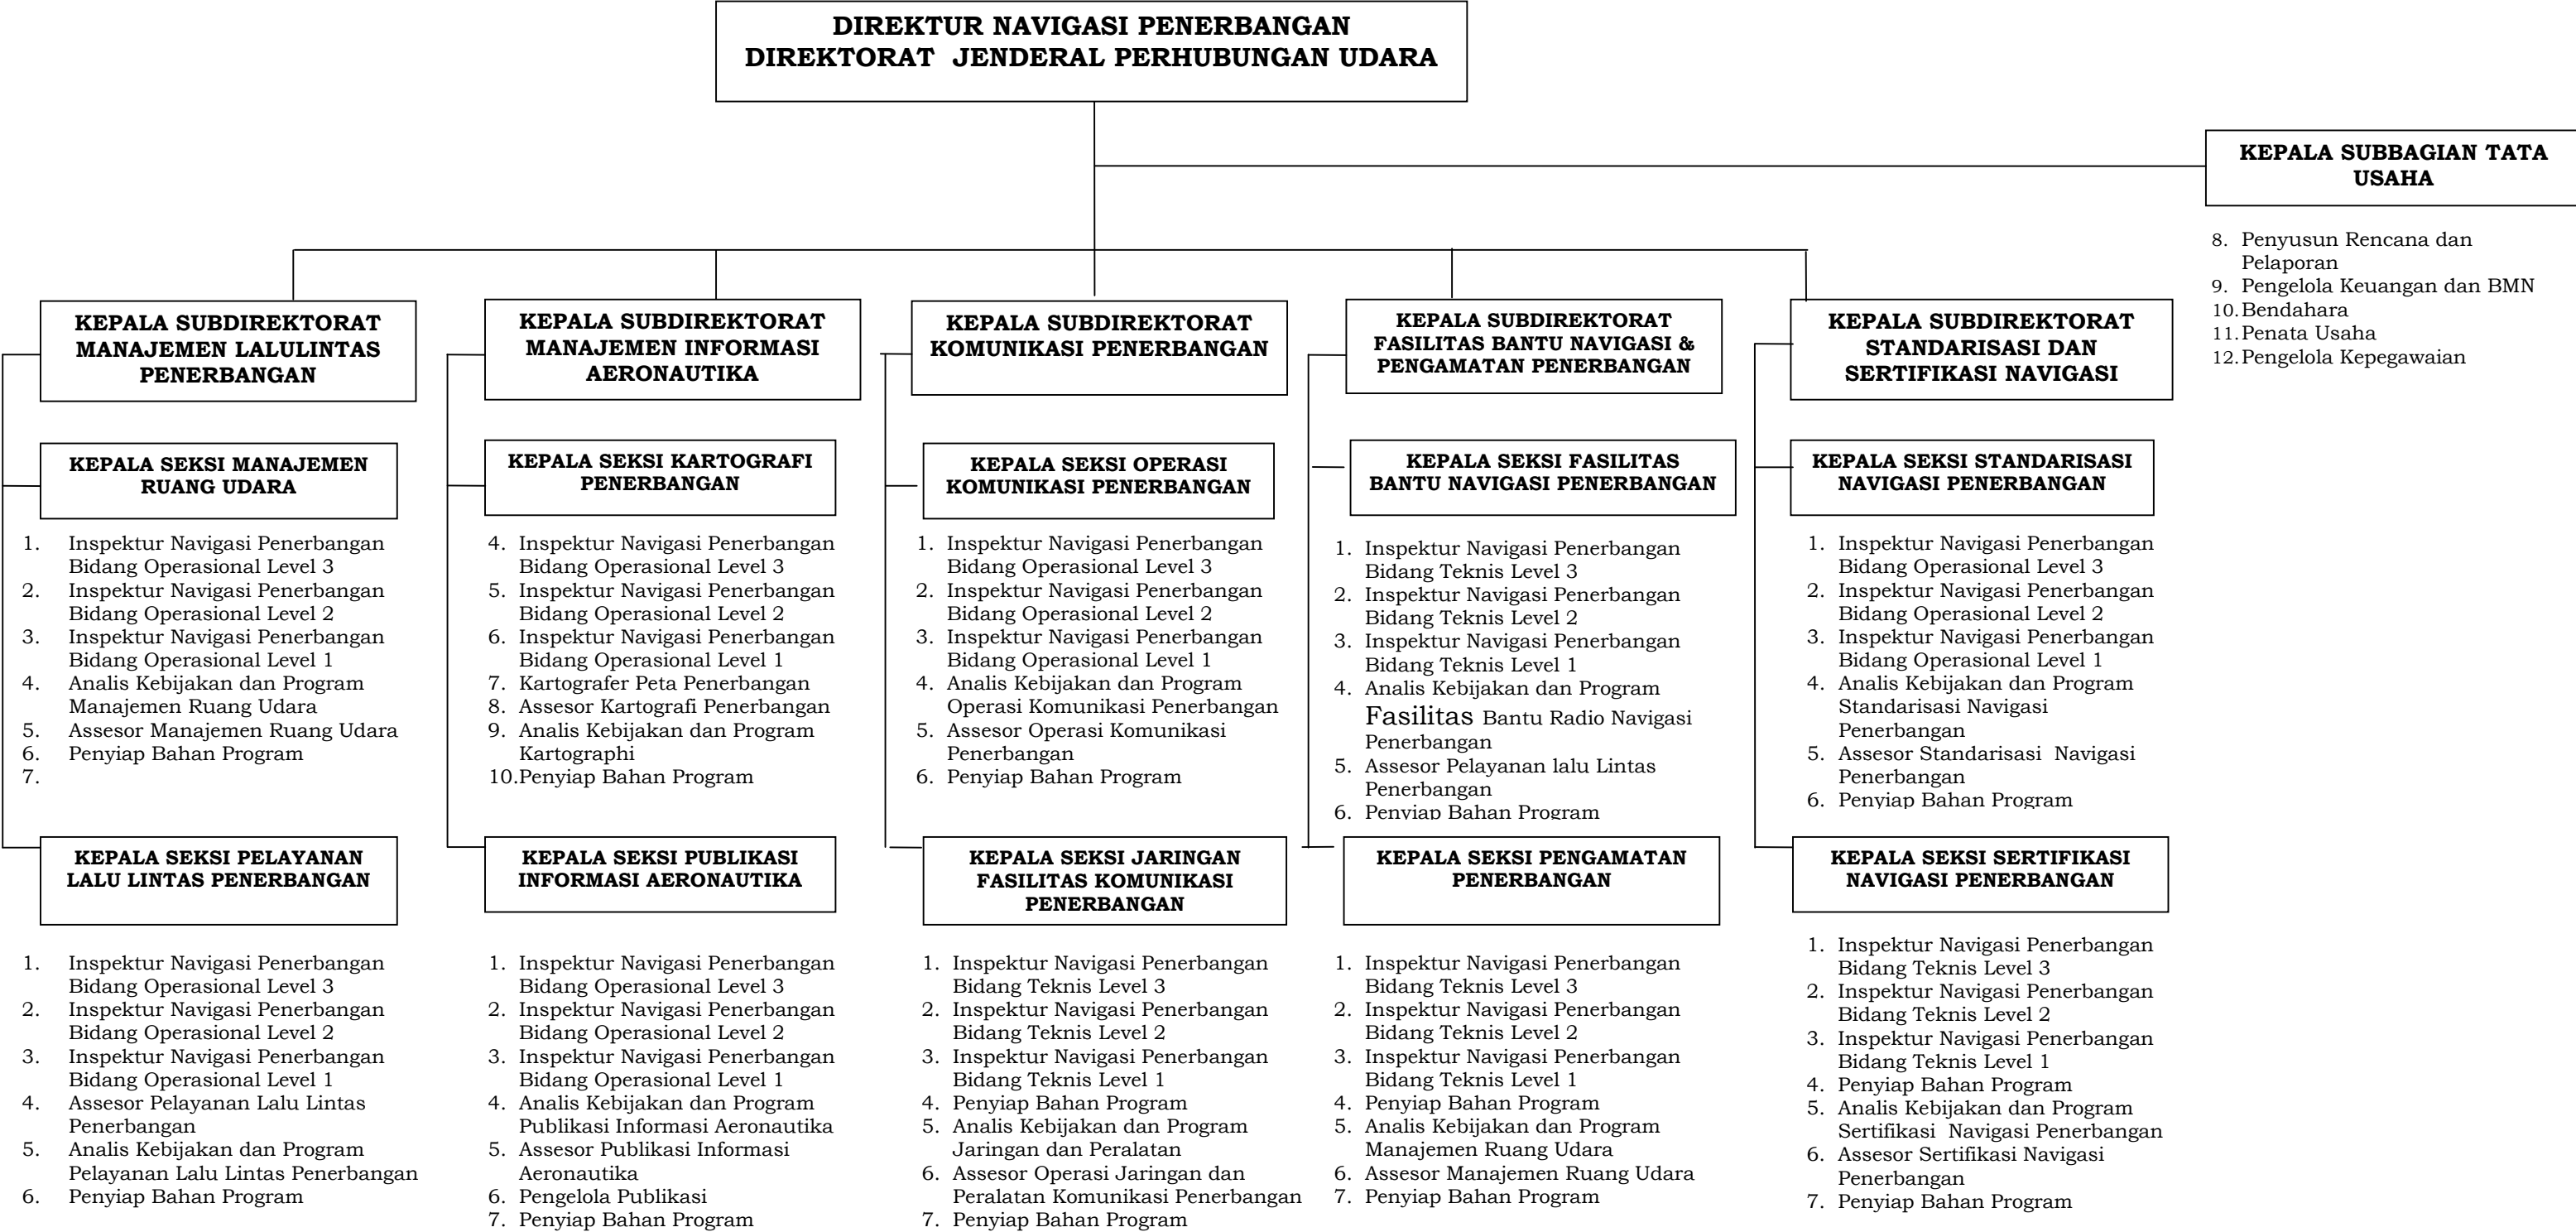 DIREKTUR NAVIGASI PENERBANGAN
DIREKTORAT JENDERAL PERHUBUNGAN UDARA
KEPALA SUBBAGIAN TATA
USAHA
8. Penyusun Rencana dan
Pelaporan
9. Pengelola Keuangan dan BMN
10. Bendahara
11. Penata Usaha
12. Pengelola Kepegawaian
KEPALA SUBDIREKTORAT
MANAJEMEN LALULINTAS
PENERBANGAN
KEPALA SEKSI MANAJEMEN
RUANG UDARA
1. Inspektur Navigasi Penerbangan
Bidang Operasional Level 3
2. Inspektur Navigasi Penerbangan
Bidang Operasional Level 2
3. Inspektur Navigasi Penerbangan
Bidang Operasional Level 1
4. Analis Kebijakan dan Program
Manajemen Ruang Udara
5. Assesor Manajemen Ruang Udara
6. Penyiap Bahan Program
7.
KEPALA SEKSI PELAYANAN
LALU LINTAS PENERBANGAN
1. Inspektur Navigasi Penerbangan
Bidang Operasional Level 3
2. Inspektur Navigasi Penerbangan
Bidang Operasional Level 2
3. Inspektur Navigasi Penerbangan
Bidang Operasional Level 1
4. Assesor Pelayanan Lalu Lintas
Penerbangan
5. Analis Kebijakan dan Program
Pelayanan Lalu Lintas Penerbangan
6. Penyiap Bahan Program
KEPALA SUBDIREKTORAT
MANAJEMEN INFORMASI
AERONAUTIKA
KEPALA SEKSI KARTOGRAFI
PENERBANGAN
4. Inspektur Navigasi Penerbangan
Bidang Operasional Level 3
5. Inspektur Navigasi Penerbangan
Bidang Operasional Level 2
6. Inspektur Navigasi Penerbangan
Bidang Operasional Level 1
7. Kartografer Peta Penerbangan
8. Assesor Kartografi Penerbangan
9. Analis Kebijakan dan Program
Kartographi
10. Penyiap Bahan Program
KEPALA SEKSI PUBLIKASI
INFORMASI AERONAUTIKA
1. Inspektur Navigasi Penerbangan
Bidang Operasional Level 3
2. Inspektur Navigasi Penerbangan
Bidang Operasional Level 2
3. Inspektur Navigasi Penerbangan
Bidang Operasional Level 1
4. Analis Kebijakan dan Program
Publikasi Informasi Aeronautika
5. Assesor Publikasi Informasi
Aeronautika
6. Pengelola Publikasi
7. Penyiap Bahan Program
KEPALA SUBDIREKTORAT
KOMUNIKASI PENERBANGAN
KEPALA SEKSI OPERASI
KOMUNIKASI PENERBANGAN
1. Inspektur Navigasi Penerbangan
Bidang Operasional Level 3
2. Inspektur Navigasi Penerbangan
Bidang Operasional Level 2
3. Inspektur Navigasi Penerbangan
Bidang Operasional Level 1
4. Analis Kebijakan dan Program
Operasi Komunikasi Penerbangan
5. Assesor Operasi Komunikasi
Penerbangan
6. Penyiap Bahan Program
KEPALA SEKSI JARINGAN
FASILITAS KOMUNIKASI
PENERBANGAN
1. Inspektur Navigasi Penerbangan
Bidang Teknis Level 3
2. Inspektur Navigasi Penerbangan
Bidang Teknis Level 2
3. Inspektur Navigasi Penerbangan
Bidang Teknis Level 1
4. Penyiap Bahan Program
5. Analis Kebijakan dan Program
Jaringan dan Peralatan
6. Assesor Operasi Jaringan dan
Peralatan Komunikasi Penerbangan
7. Penyiap Bahan Program
KEPALA SUBDIREKTORAT
FASILITAS BANTU NAVIGASI &
PENGAMATAN PENERBANGAN
KEPALA SEKSI FASILITAS
BANTU NAVIGASI PENERBANGAN
1. Inspektur Navigasi Penerbangan
Bidang Teknis Level 3
2. Inspektur Navigasi Penerbangan
Bidang Teknis Level 2
3. Inspektur Navigasi Penerbangan
Bidang Teknis Level 1
4. Analis Kebijakan dan Program
Fasilitas Bantu Radio Navigasi
Penerbangan
5. Assesor Pelayanan lalu Lintas
Penerbangan
6. Penyiap Bahan Program
KEPALA SEKSI PENGAMATAN
PENERBANGAN
1. Inspektur Navigasi Penerbangan
Bidang Teknis Level 3
2. Inspektur Navigasi Penerbangan
Bidang Teknis Level 2
3. Inspektur Navigasi Penerbangan
Bidang Teknis Level 1
4. Penyiap Bahan Program
5. Analis Kebijakan dan Program
Manajemen Ruang Udara
6. Assesor Manajemen Ruang Udara
7. Penyiap Bahan Program
KEPALA SUBDIREKTORAT
STANDARISASI DAN
SERTIFIKASI NAVIGASI
KEPALA SEKSI STANDARISASI
NAVIGASI PENERBANGAN
1. Inspektur Navigasi Penerbangan
Bidang Operasional Level 3
2. Inspektur Navigasi Penerbangan
Bidang Operasional Level 2
3. Inspektur Navigasi Penerbangan
Bidang Operasional Level 1
4. Analis Kebijakan dan Program
Standarisasi Navigasi
Penerbangan
5. Assesor Standarisasi Navigasi
Penerbangan
6. Penyiap Bahan Program
KEPALA SEKSI SERTIFIKASI
NAVIGASI PENERBANGAN
1. Inspektur Navigasi Penerbangan
Bidang Teknis Level 3
2. Inspektur Navigasi Penerbangan
Bidang Teknis Level 2
3. Inspektur Navigasi Penerbangan
Bidang Teknis Level 1
4. Penyiap Bahan Program
5. Analis Kebijakan dan Program
Sertifikasi Navigasi Penerbangan
6. Assesor Sertifikasi Navigasi
Penerbangan
7. Penyiap Bahan Program